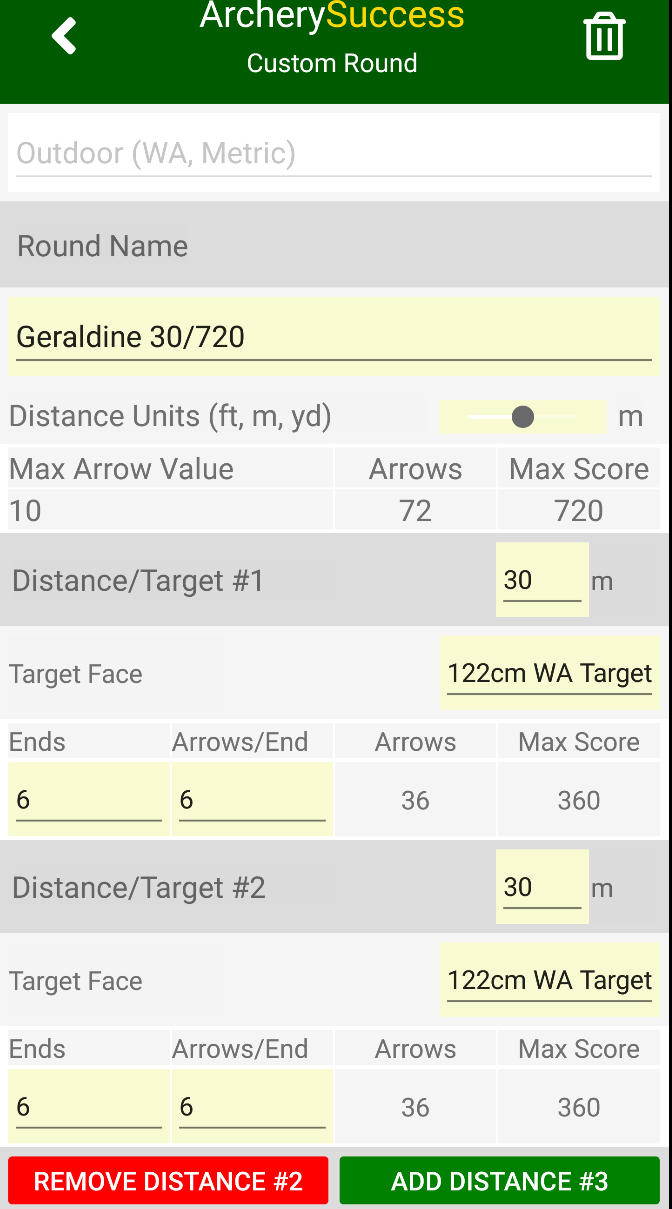 ArcherySuccess
Custom Round
Outdoor (WA, Metric)
Round Name
Geraldine 30/720
Distance Units (ft, m, yd) m
Max Arrow Value Arrows Max Score
10 72 720
Distance/Target #1 30 m
Target Face 122cm WA Target
Ends Arrows/End Arrows Max Score
6 6 36 360
Distance/Target #2 30 m
Target Face 122cm WA Target
Ends Arrows/End Arrows Max Score
6 6 36 360
REMOVE DISTANCE #2 ADD DISTANCE #3